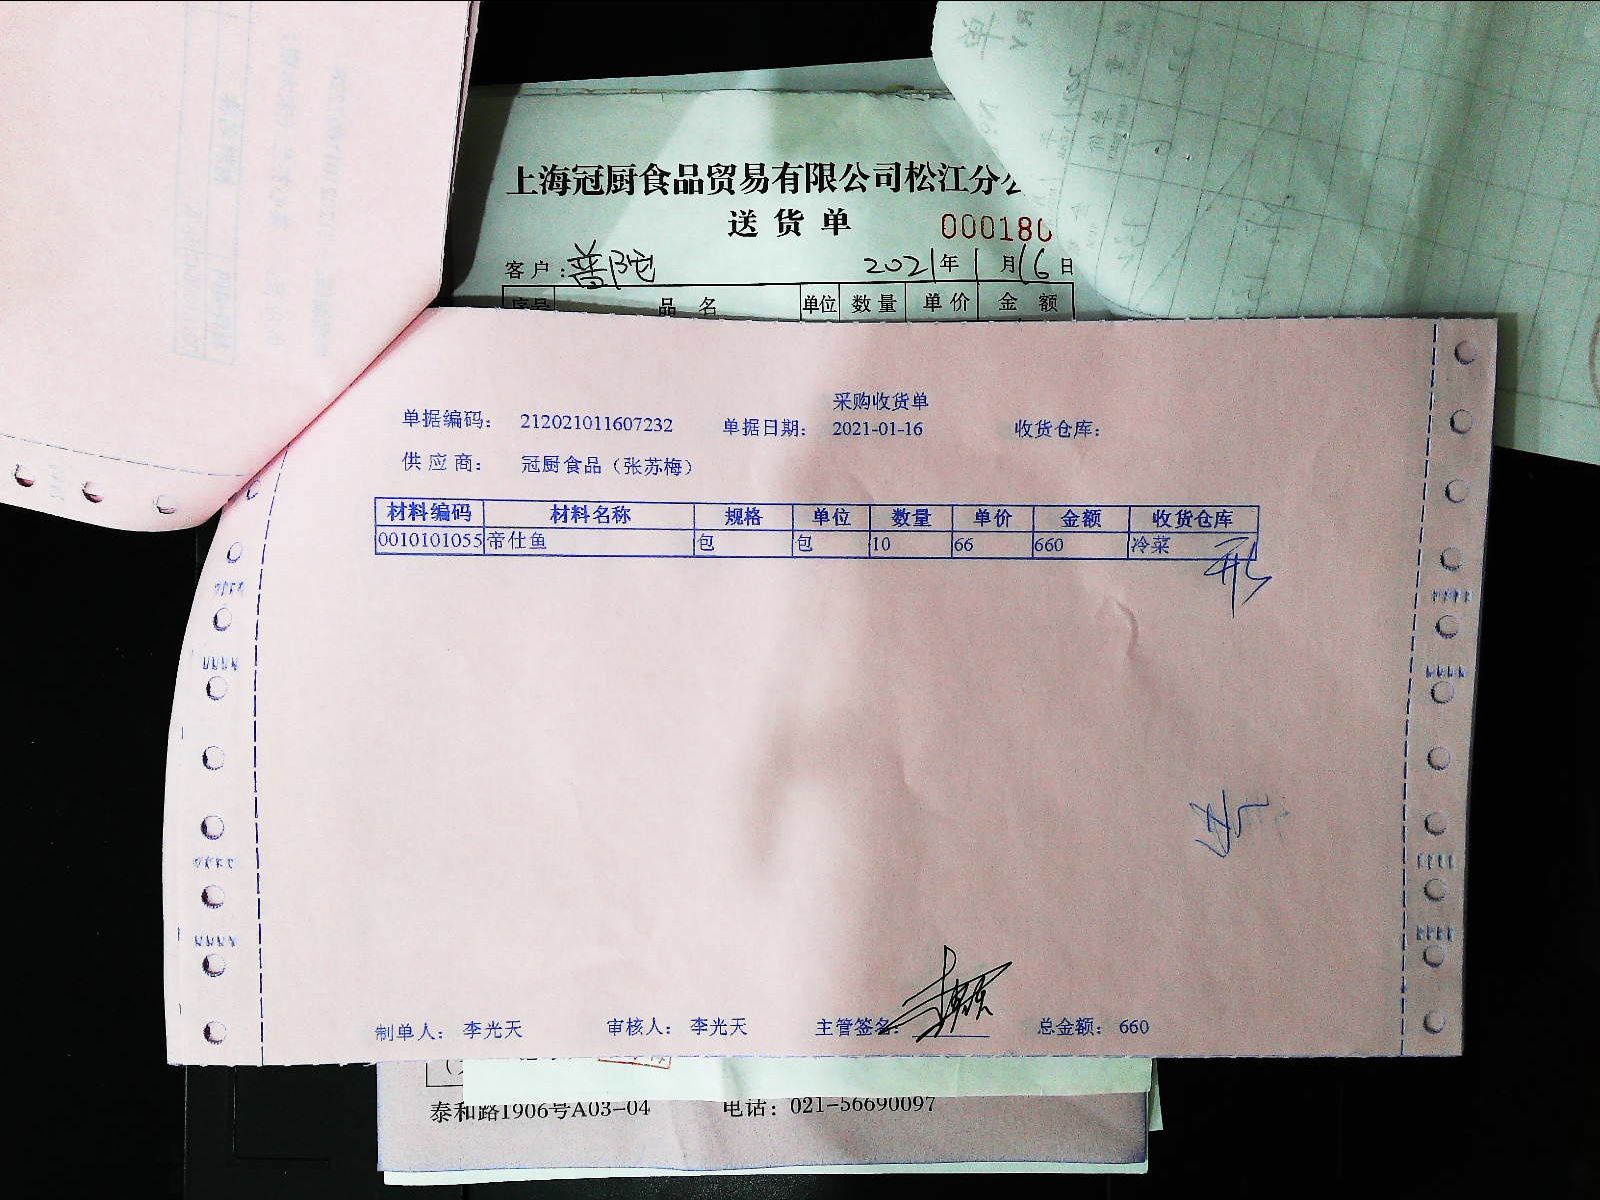 上海冠厨食品贸易有限公司松江分
送货单 000180
客户：普陀 2021年1月16日
序号 品名 单位 数量 单价 金额
采购收货单
单据编码： 212021011607232 单据日期： 2021-01-16 收货仓库：
供应商： 冠厨食品（张苏梅）
材料编码 材料名称 规格 单位 数量 单价 金额 收货仓库
0010101055 帝仕鱼 包 包 10 66 660 冷菜
制单人： 李光天 审核人： 李光天 主管签名： 总金额： 660
泰和路1906号A03-04 电话：021-56690097